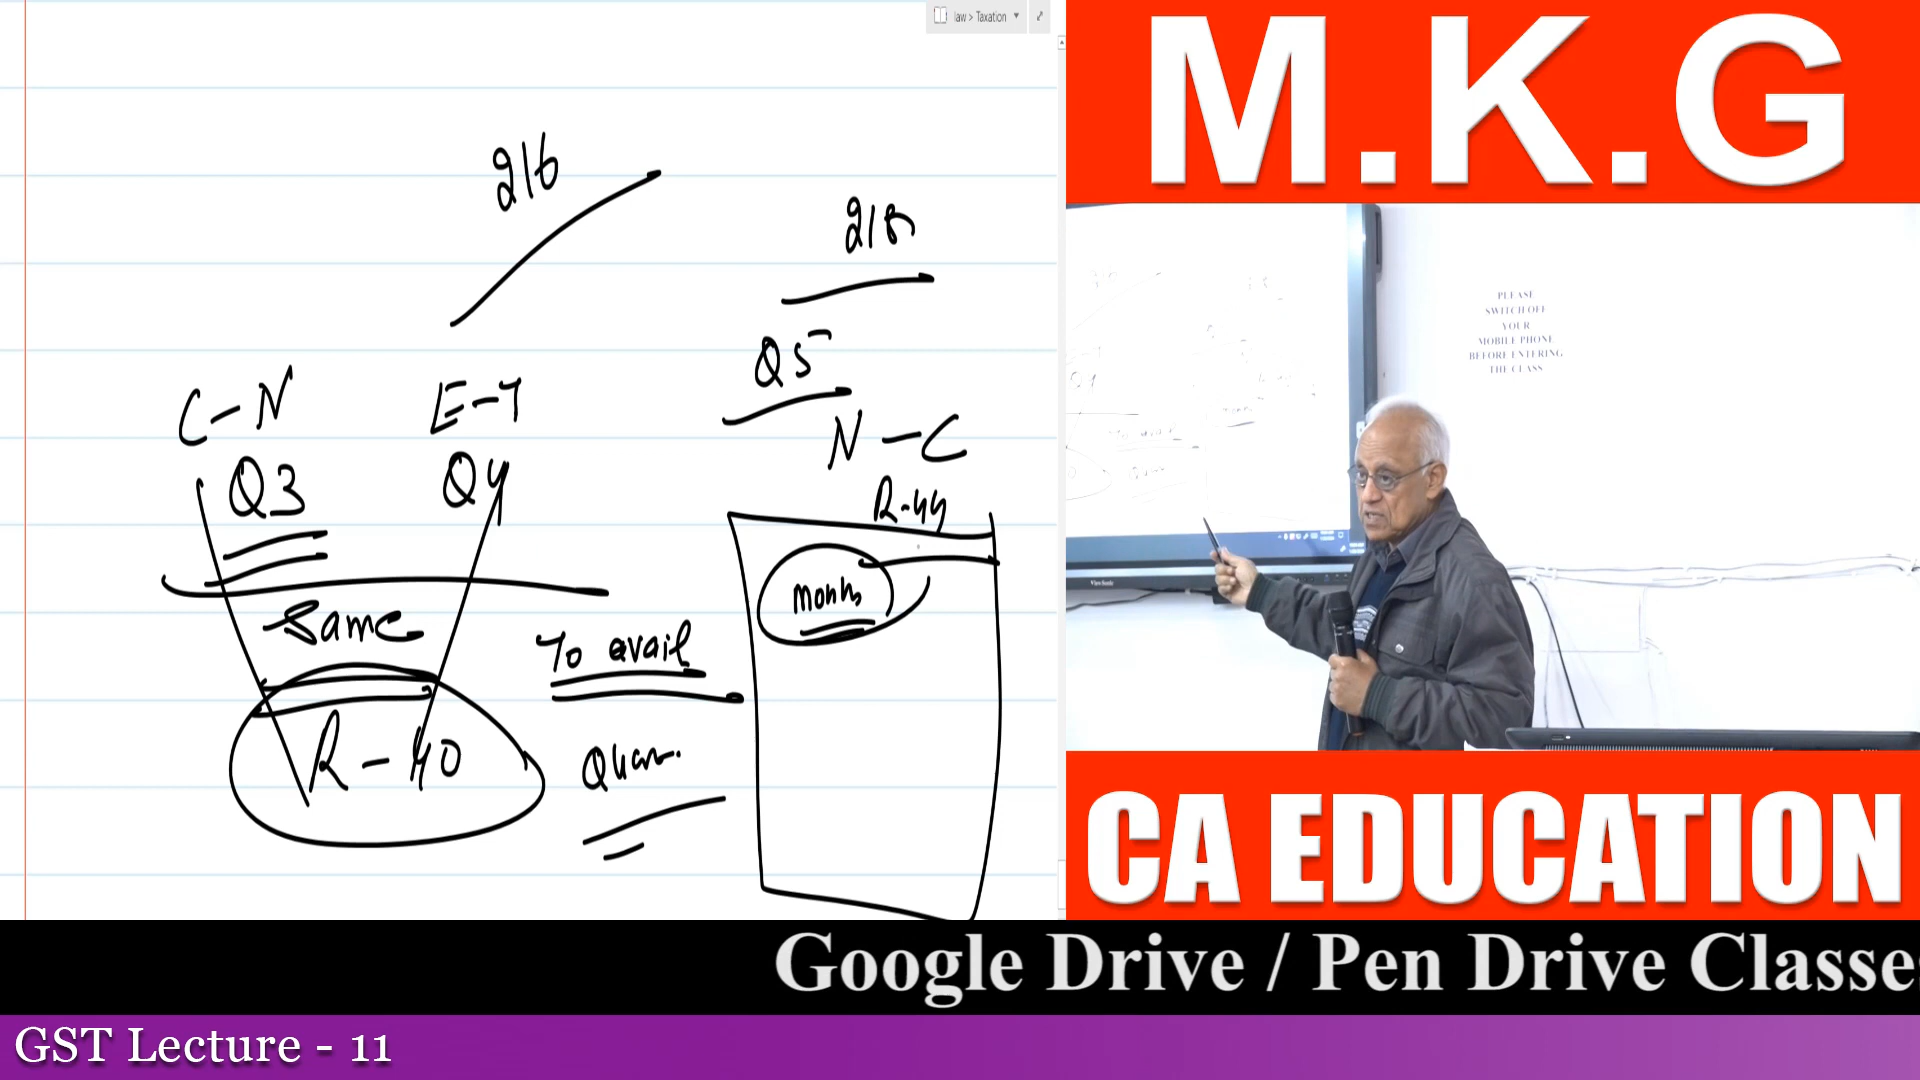 law > Taxation
216
218
Q5
C-N
E-T
N-C
Q3
Q4
R-44
Same
To avail
month
R-40
M.K.G
PLEASE
SWITCH OFF
YOUR
MOBILE PHONE
BEFORE ENTERING
THE CLASS
ViewSonic
CA EDUCATION
Google Drive / Pen Drive Classe
GST Lecture - 11